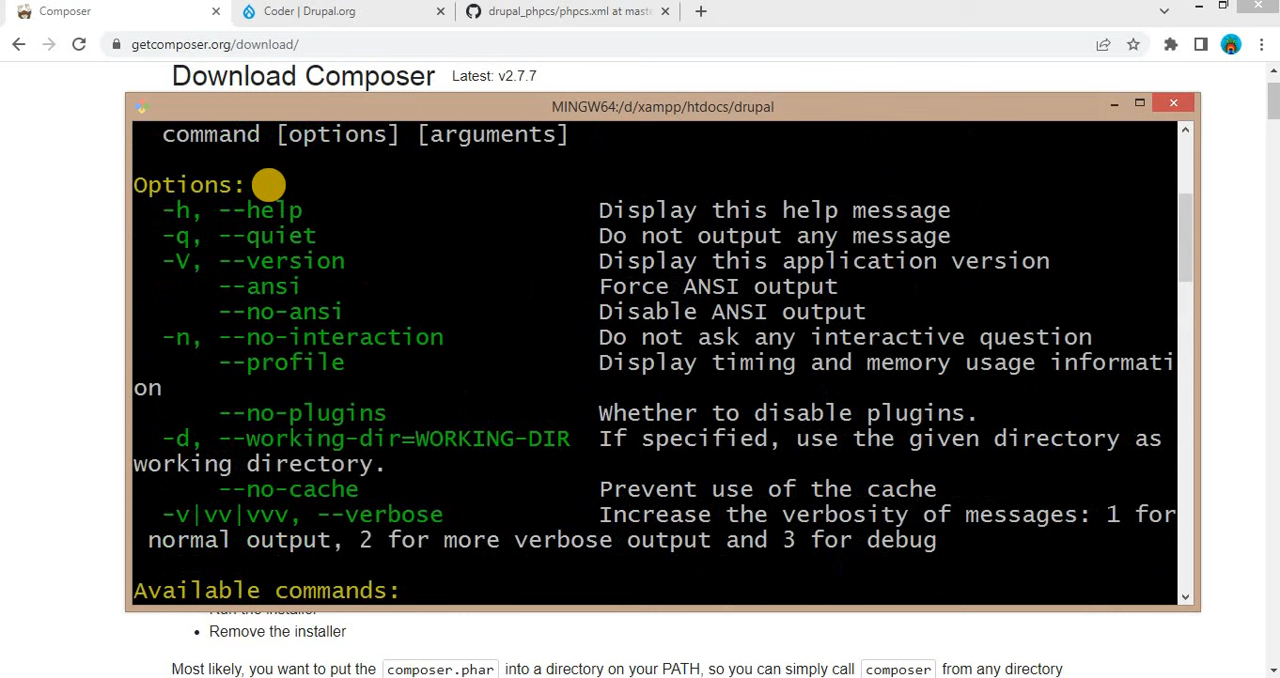 Composer
Coder | Drupal.org
drupal_phpcs/phpcs.xml at maste
getcomposer.org/download/
Download Composer Latest: v2.7.7
MINGW64:/d/xampp/htdocs/drupal
command [options] [arguments]
Options:
-h, --help Display this help message
-q, --quiet Do not output any message
-V, --version Display this application version
--ansi Force ANSI output
--no-ansi Disable ANSI output
-n, --no-interaction Do not ask any interactive question
--profile Display timing and memory usage informati
on
--no-plugins Whether to disable plugins.
-d, --working-dir=WORKING-DIR If specified, use the given directory as
working directory.
--no-cache Prevent use of the cache
-v|vv|vvv, --verbose Increase the verbosity of messages: 1 for
normal output, 2 for more verbose output and 3 for debug
Available commands:
Run the installer
• Remove the installer
Most likely, you want to put the composer.phar into a directory on your PATH, so you can simply call composer from any directory